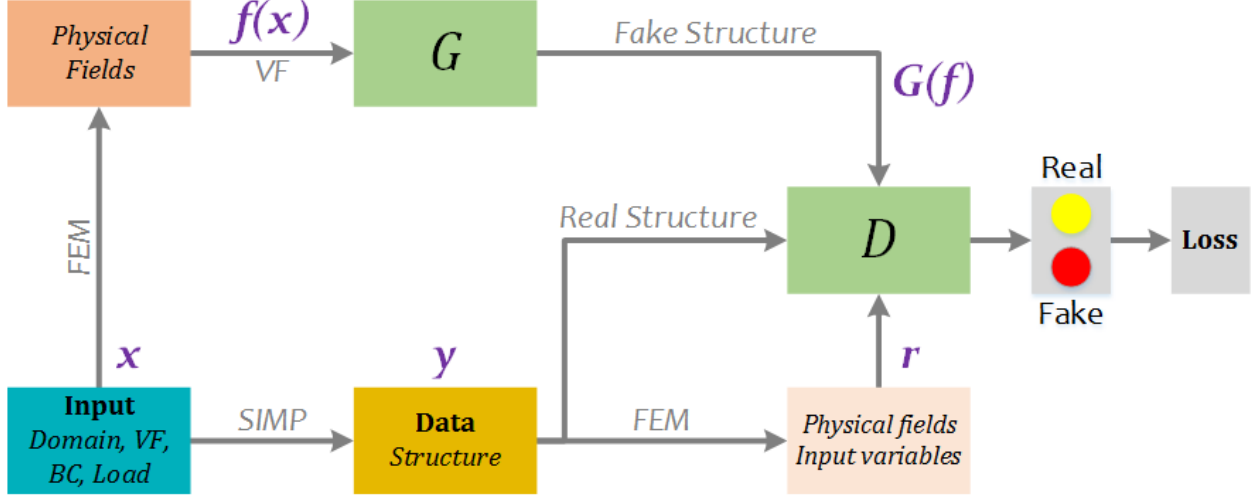 Physical
Fields
f(x)
VF
G
Fake Structure
G(f)
FEM
Real Structure
D
Real
Fake
Loss
x
Input
Domain, VF,
BC, Load
SIMP
y
Data
Structure
FEM
r
Physical fields
Input variables